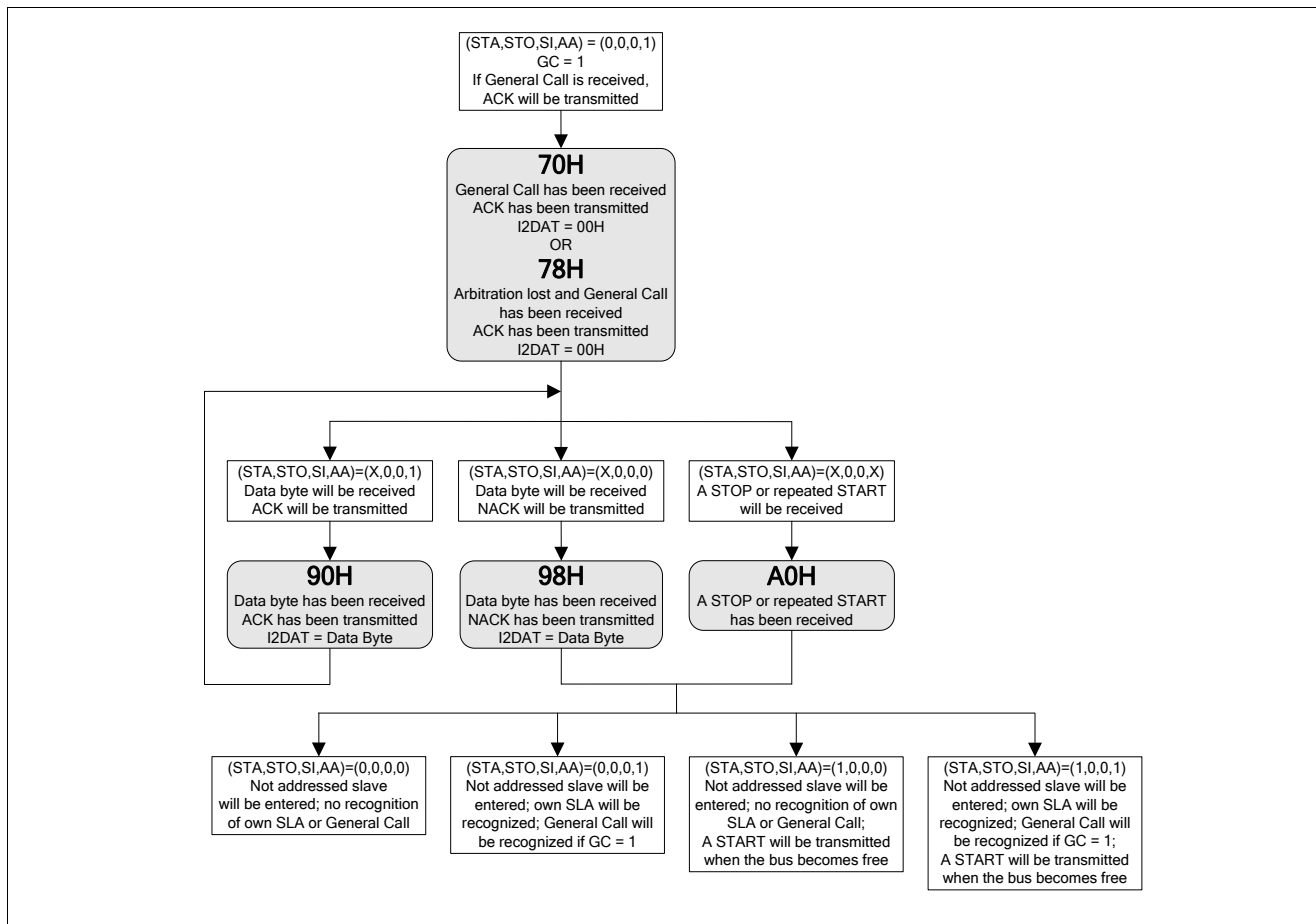 (STA,STO,SI,AA) = (0,0,0,1)
GC = 1
If General Call is received,
ACK will be transmitted
70H
General Call has been received
ACK has been transmitted
I2DAT = 00H
OR
78H
Arbitration lost and General Call
has been received
ACK has been transmitted
I2DAT = 00H
(STA,STO,SI,AA)=(X,0,0,1)
Data byte will be received
ACK will be transmitted
(STA,STO,SI,AA)=(X,0,0,0)
Data byte will be received
NACK will be transmitted
(STA,STO,SI,AA)=(X,0,0,X)
A STOP or repeated START
will be received
90H
Data byte has been received
ACK has been transmitted
I2DAT = Data Byte
98H
Data byte has been received
NACK has been transmitted
I2DAT = Data Byte
A0H
A STOP or repeated START
has been received
(STA,STO,SI,AA)=(0,0,0,0)
Not addressed slave
will be entered; no recognition
of own SLA or General Call
(STA,STO,SI,AA)=(0,0,0,1)
Not addressed slave will be
entered; own SLA will be
recognized; General Call will
be recognized if GC = 1
(STA,STO,SI,AA)=(1,0,0,0)
Not addressed slave will be
entered; no recognition of own
SLA or General Call;
A START will be transmitted
when the bus becomes free
(STA,STO,SI,AA)=(1,0,0,1)
Not addressed slave will be
entered; own SLA will be
recognized; General Call will
be recognized if GC = 1;
A START will be transmitted
when the bus becomes free